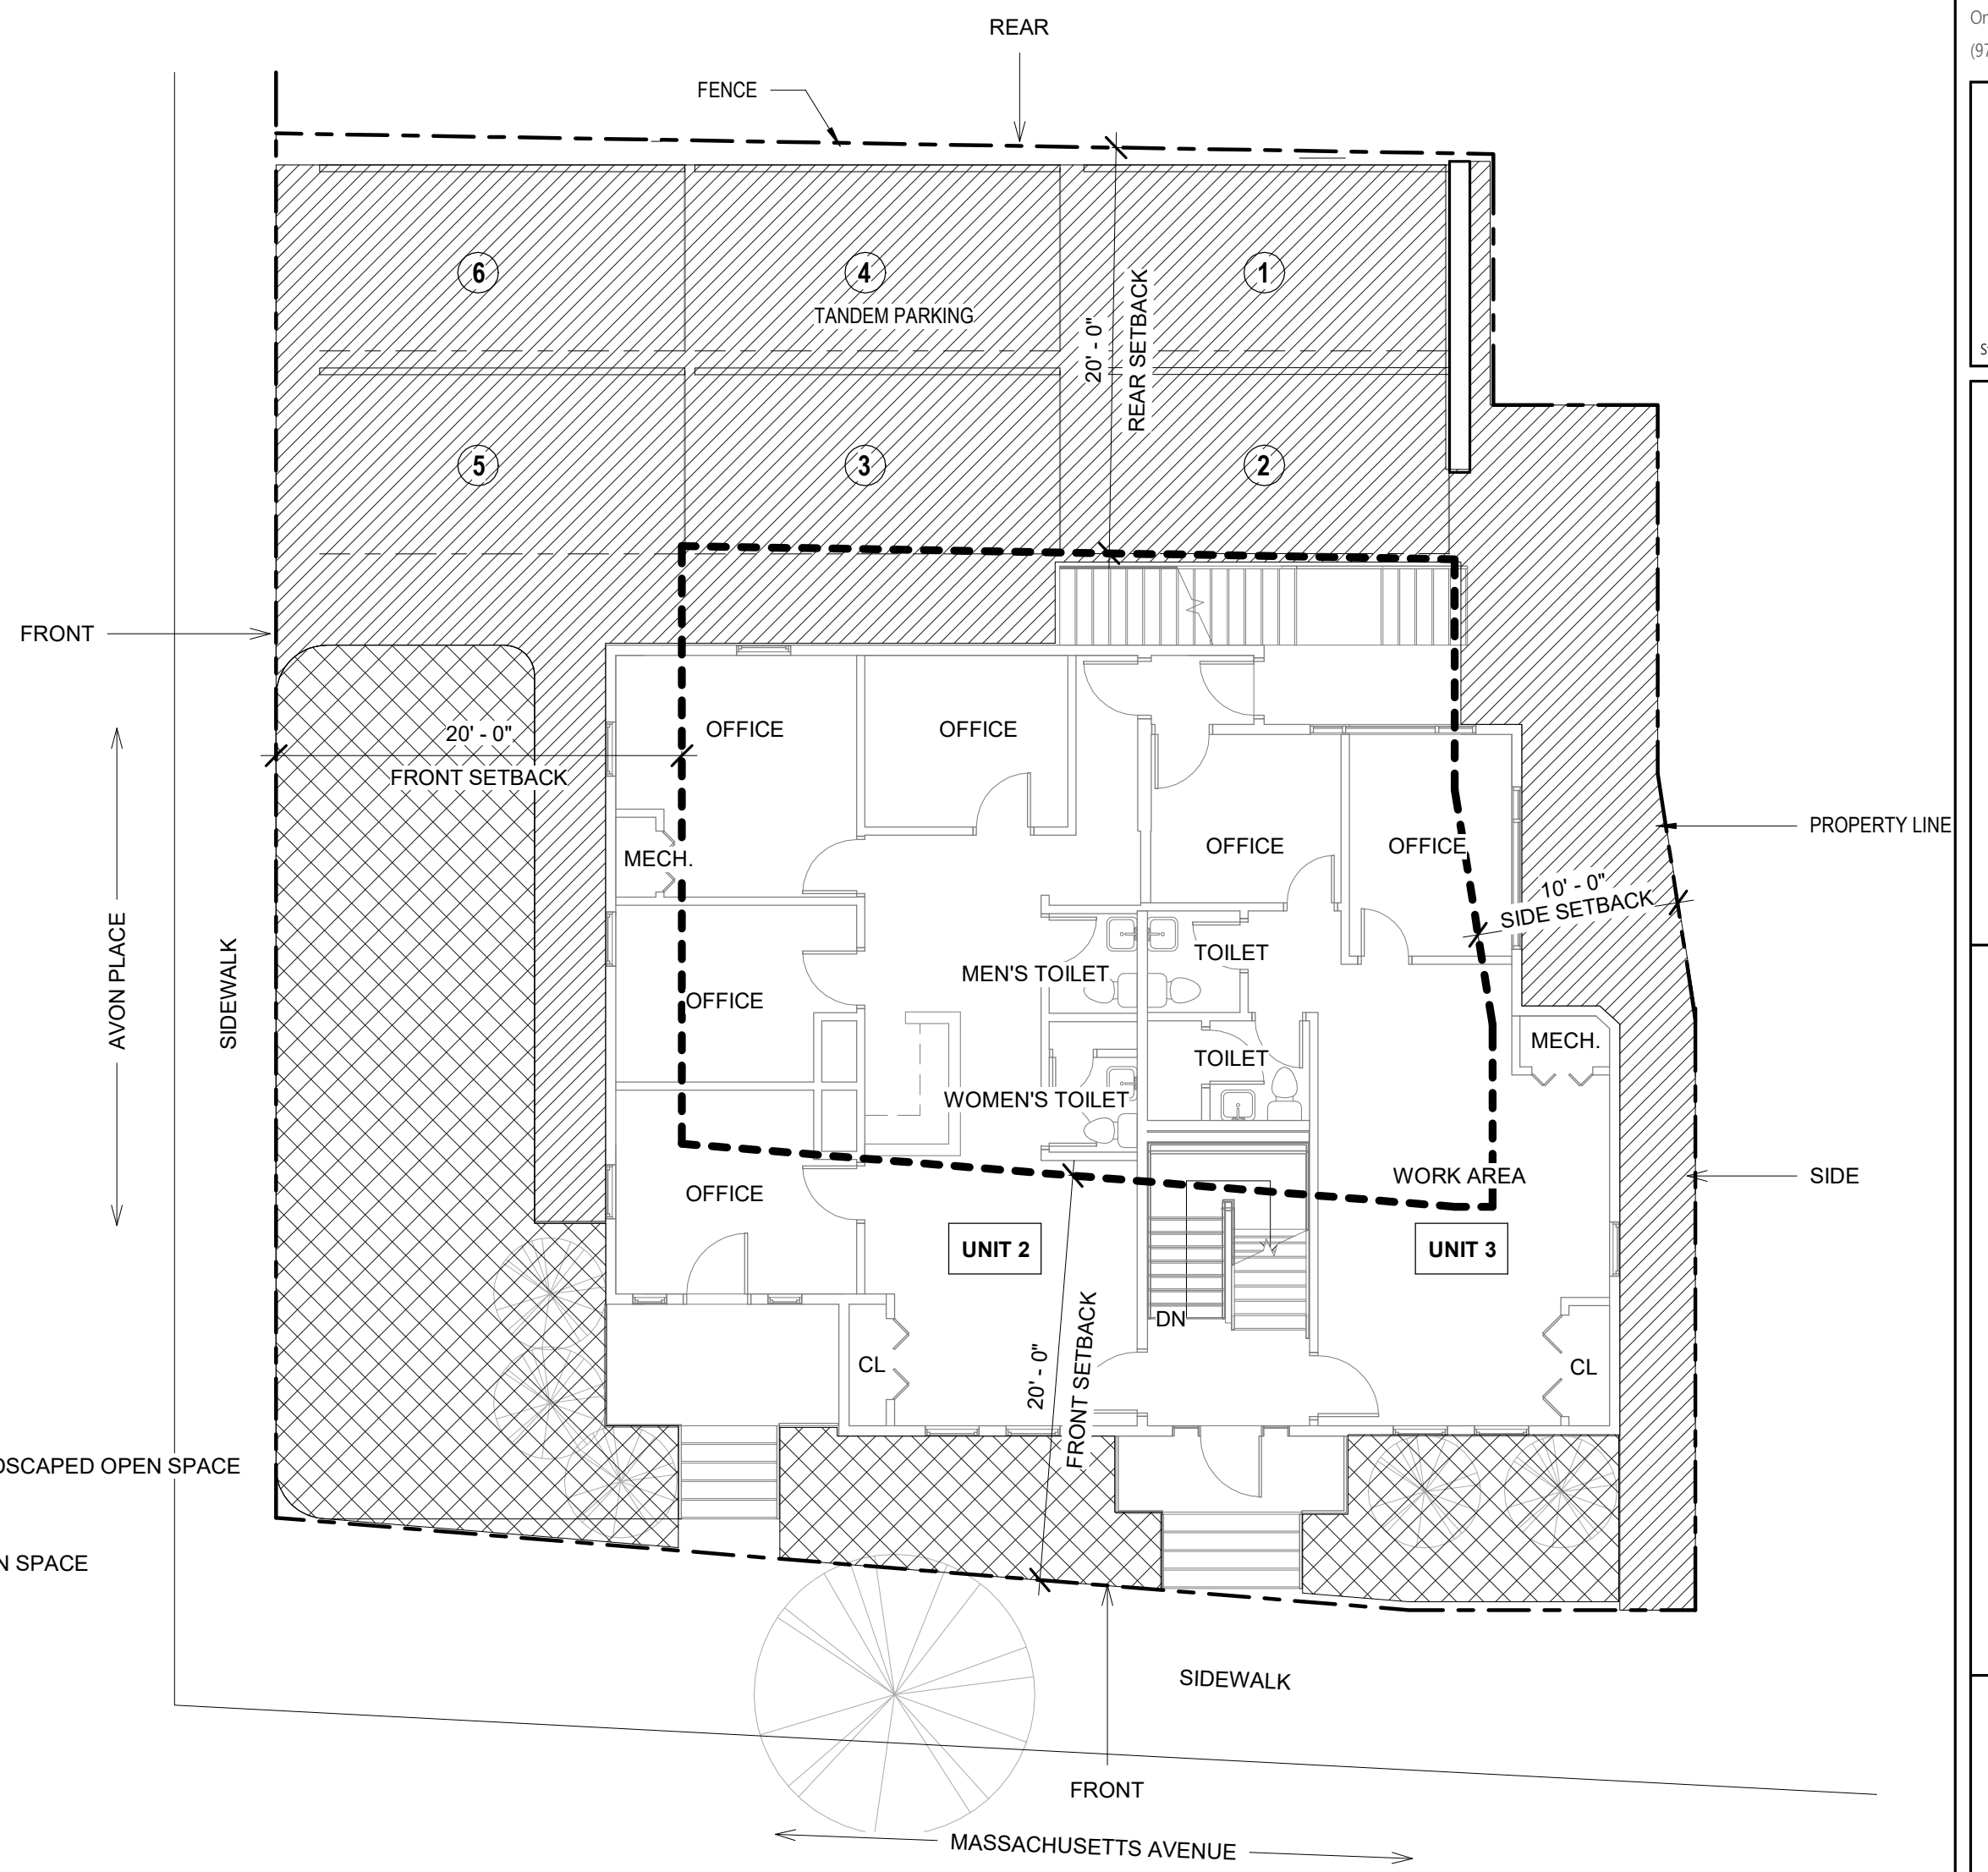 REAR
FENCE
6
4
1
TANDEM PARKING
20' - 0"
REAR SETBACK
5
3
2
FRONT
20' - 0"
FRONT SETBACK
OFFICE
OFFICE
OFFICE
OFFICE
MECH.
PROPERTY LINE
10' - 0"
SIDE SETBACK
AVON PLACE
SIDEWALK
OFFICE
MEN'S TOILET
TOILET
MECH.
TOILET
WOMEN'S TOILET
OFFICE
WORK AREA
SIDE
UNIT 2
UNIT 3
DN
20' - 0"
FRONT SETBACK
CL
CL
DSCAPED OPEN SPACE
N SPACE
SIDEWALK
FRONT
MASSACHUSETTS AVENUE